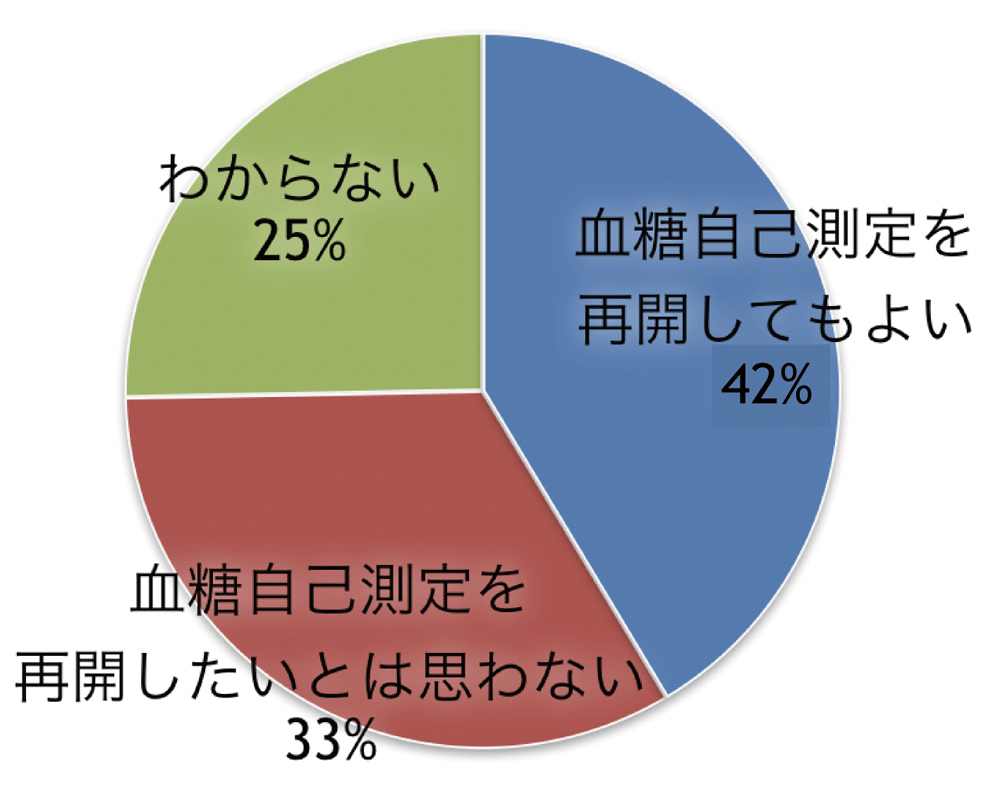 わからない
25%
血糖自己測定を
再開してもよい
42%
血糖自己測定を
再開したいとは思わない
33%